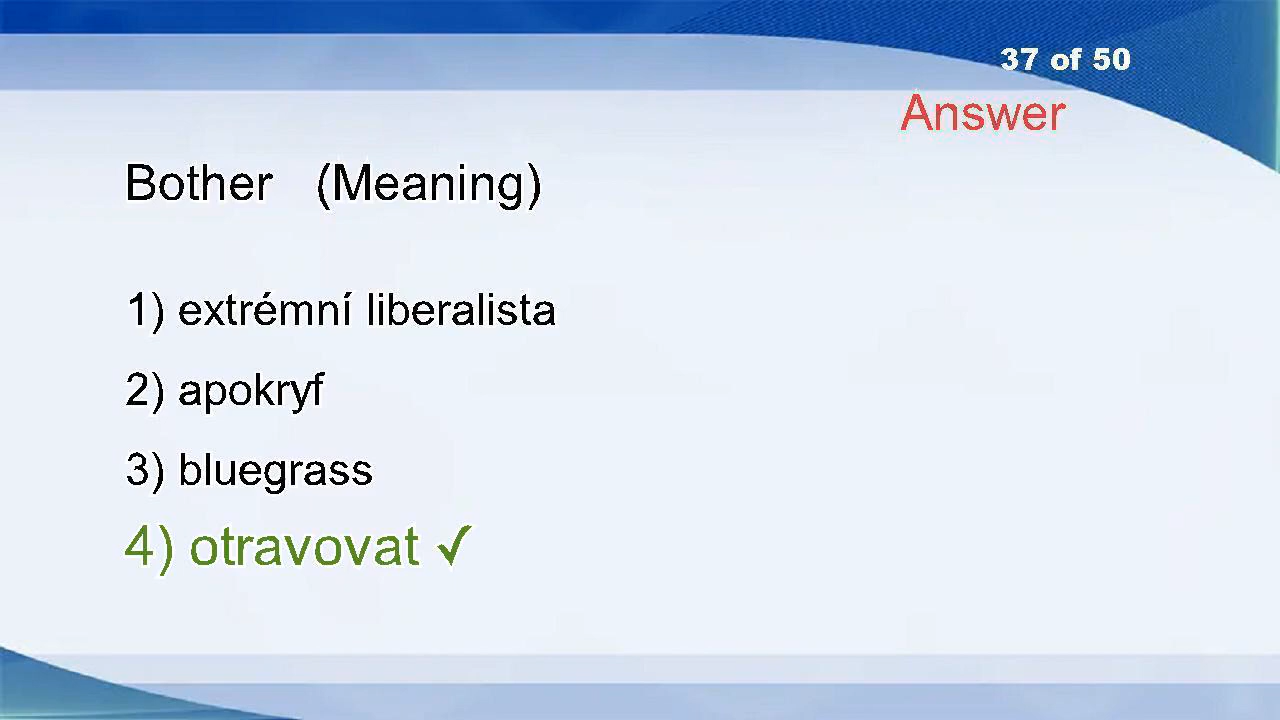 37 of 50
Answer
Bother (Meaning)
1) extrémní liberalista
2) apokryf
3) bluegrass
4) otravovat ✓